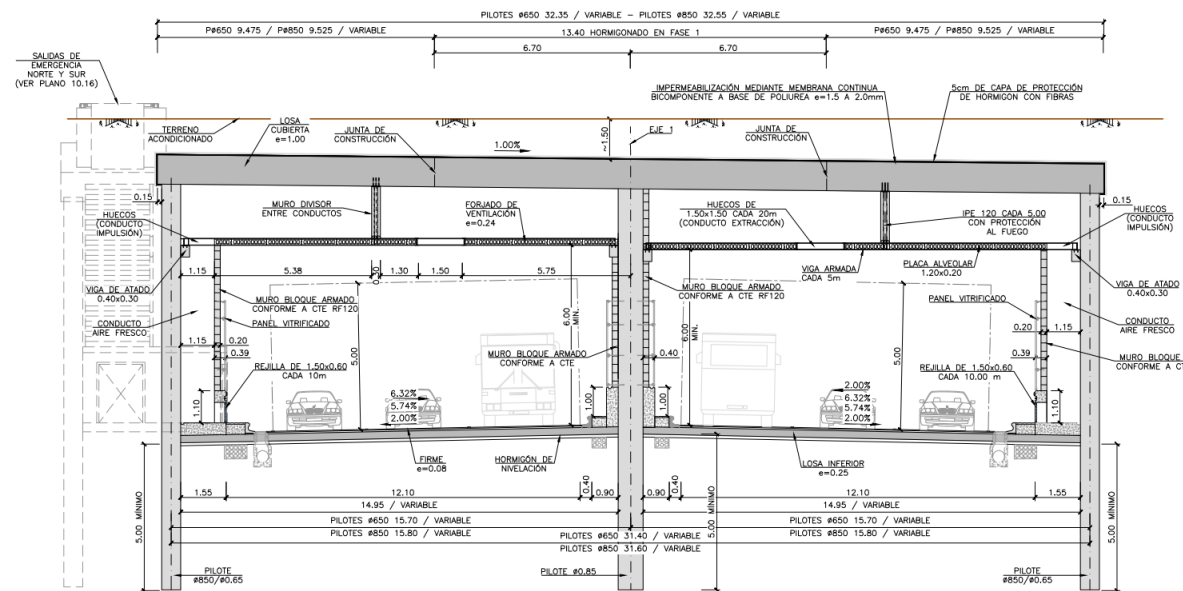 PILOTES ø650 32.35 / VARIABLE – PILOTES ø850 32.55 / VARIABLE
Pø650 9.475 / Pø850 9.525 / VARIABLE
13.40 HORMIGONADO EN FASE 1
Pø650 9.475 / Pø850 9.525 / VARIABLE
6.70
6.70
SALIDAS DE
EMERGENCIA
NORTE Y SUR
(VER PLANO 10.16)
IMPERMEABILIZACIÓN MEDIANTE MEMBRANA CONTINUA
BICOMPONENTE A BASE DE POLIUREA e=1.5 A 2.0mm
5cm DE CAPA DE PROTECCIÓN
DE HORMIGÓN CON FIBRAS
TERRENO
ACONDICIONADO
LOSA
CUBIERTA
e=1.00
JUNTA DE
CONSTRUCCIÓN
1.00%
~1.50
EJE 1
JUNTA DE
CONSTRUCCIÓN
0.15
0.15
HUECOS
(CONDUCTO
IMPULSIÓN)
MURO DIVISOR
ENTRE CONDUCTOS
FORJADO DE
VENTILACIÓN
e=0.24
HUECOS DE
1.50x1.50 CADA 20m
(CONDUCTO EXTRACCIÓN)
IPE 120 CADA 5.00
CON PROTECCIÓN
AL FUEGO
HUECOS
(CONDUCTO
IMPULSIÓN)
1.15
5.38
0.30
1.30
1.50
5.75
VIGA ARMADA
CADA 5m
PLACA ALVEOLAR
1.20x0.20
VIGA DE ATADO
0.40x0.30
VIGA DE ATADO
0.40x0.30
MURO BLOQUE ARMADO
CONFORME A CTE RF120
MURO BLOQUE ARMADO
CONFORME A CTE RF120
PANEL VITRIFICADO
PANEL VITRIFICADO
CONDUCTO
AIRE FRESCO
CONDUCTO
AIRE FRESCO
6.00
MIN.
6.00
MIN.
5.00
5.00
1.15
0.20
0.39
0.20
1.15
0.39
MURO BLOQUE ARMADO
CONFORME A CTE
0.40
MURO BLOQUE
CONFORME A CT
REJILLA DE 1.50x0.60
CADA 10m
REJILLA DE 1.50x0.60
CADA 10.00 m
1.10
6.32%
5.74%
2.00%
1.00
1.00
2.00%
6.32%
5.74%
2.00%
1.10
FIRME
e=0.08
HORMIGÓN DE
NIVELACIÓN
LOSA INFERIOR
e=0.25
1.55
12.10
0.40
0.90
0.90
0.40
12.10
1.55
14.95 / VARIABLE
14.95 / VARIABLE
5.00 MÍNIMO
5.00 MÍNIMO
5.00 MÍNIMO
PILOTES ø650 15.70 / VARIABLE
PILOTES ø650 15.70 / VARIABLE
PILOTES ø850 15.80 / VARIABLE
PILOTES ø850 15.80 / VARIABLE
PILOTES ø650 31.40 / VARIABLE
PILOTES ø850 31.60 / VARIABLE
PILOTE
ø850/ø0.65
PILOTE ø0.85
PILOTE
ø850/ø0.65